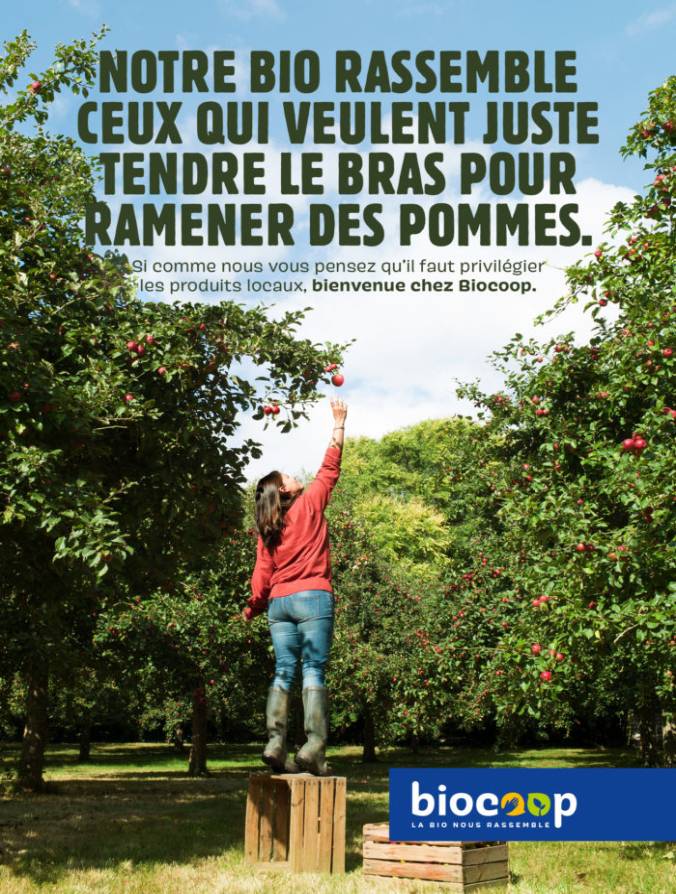 NOTRE BIO RASSEMBLE
CEUX QUI VEULENT JUSTE
TENDRE LE BRAS POUR
RAMENER DES POMMES.
Si comme nous vous pensez qu'il faut privilégier
les produits locaux, bienvenue chez Biocoop.
biocoop
LA BIO NOUS RASSEMBLE